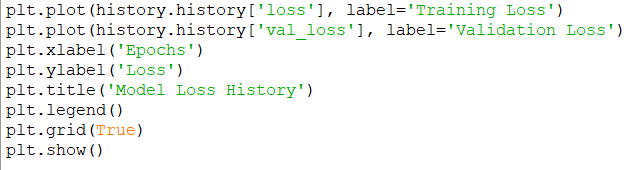 plt.plot(history.history['loss'], label='Training Loss')
plt.plot(history.history['val_loss'], label='Validation Loss')
plt.xlabel('Epochs')
plt.ylabel('Loss')
plt.title('Model Loss History')
plt.legend()
plt.grid(True)
plt.show()